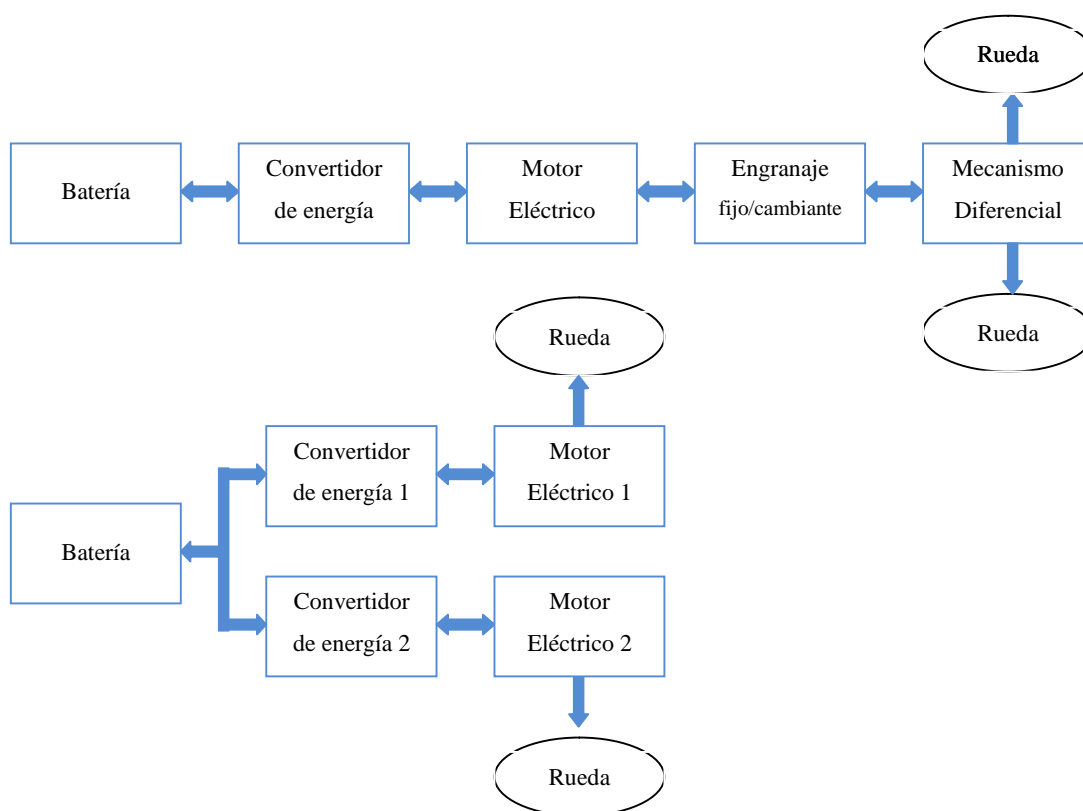 Rueda
Batería
Convertidor
de energía
Motor
Eléctrico
Engranaje
fijo/cambiante
Mecanismo
Diferencial
Rueda
Rueda
Batería
Convertidor
de energía 1
Motor
Eléctrico 1
Convertidor
de energía 2
Motor
Eléctrico 2
Rueda